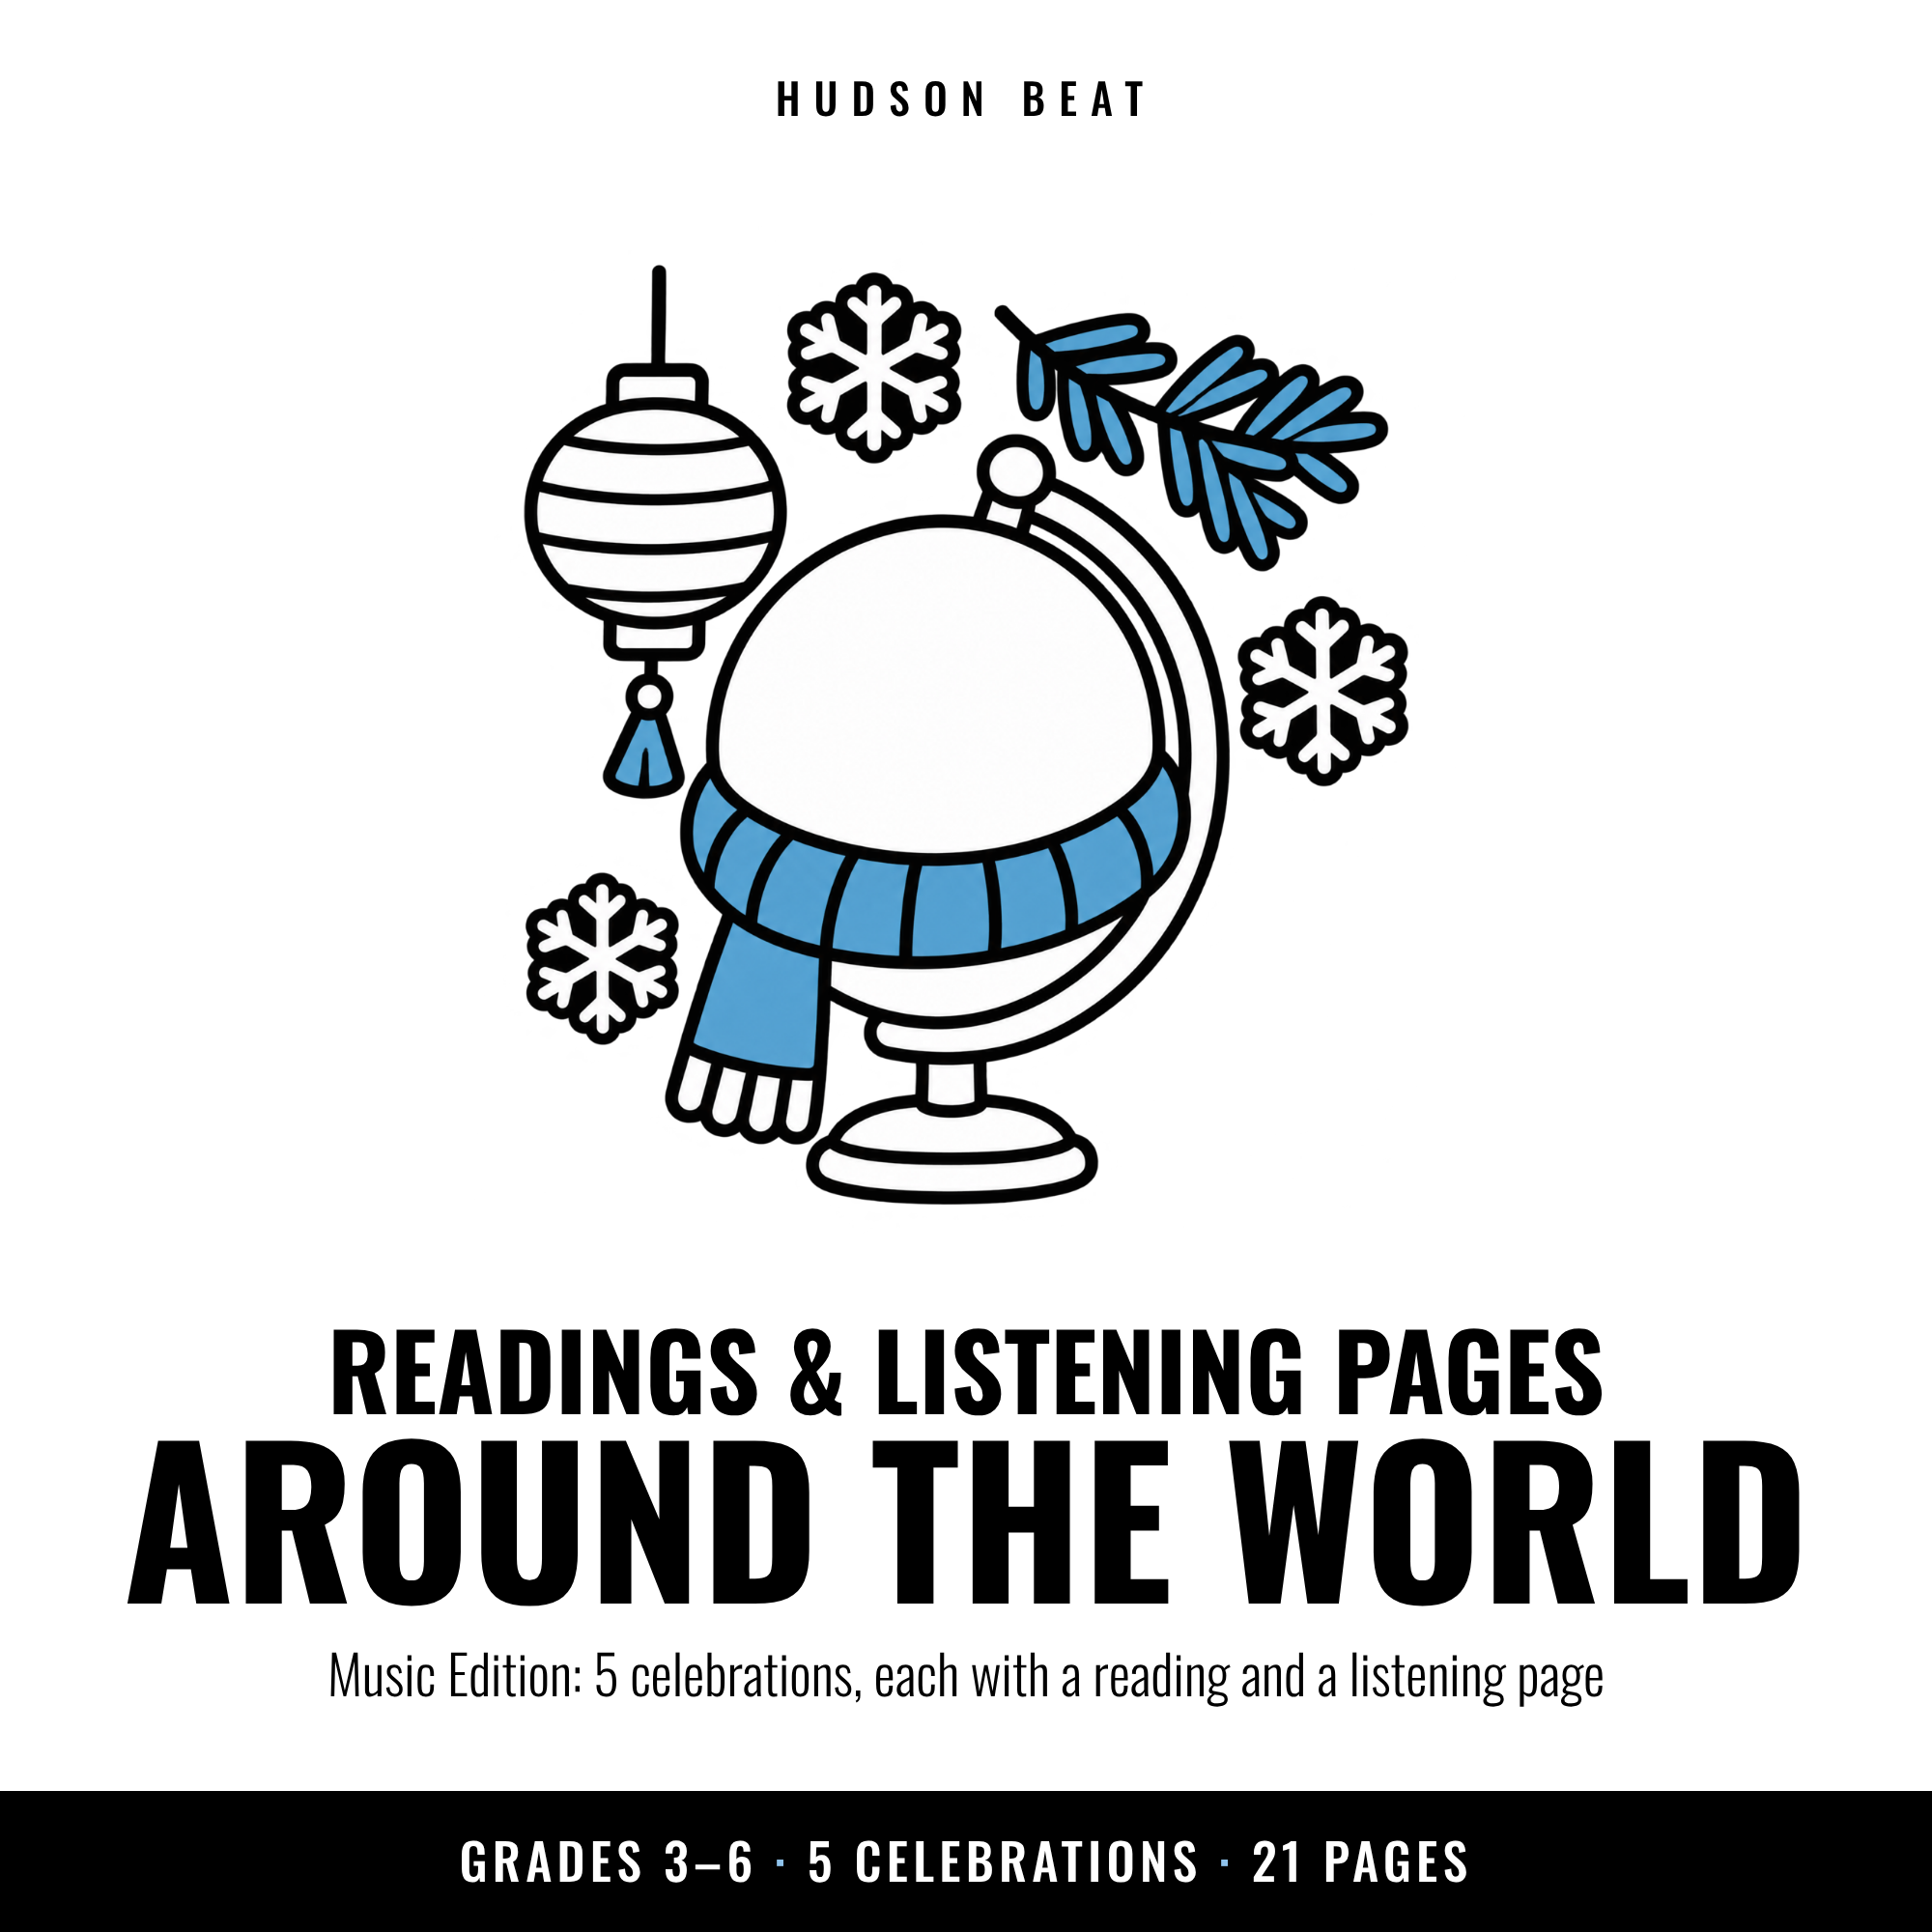 HUDSON BEAT
READINGS & LISTENING PAGES
AROUND THE WORLD
Music Edition: 5 celebrations, each with a reading and a listening page
GRADES 3–6 · 5 CELEBRATIONS · 21 PAGES